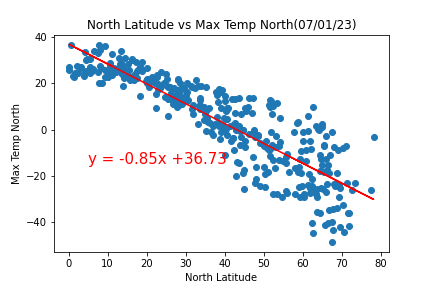 North Latitude vs Max Temp North(07/01/23)
40
20
0
−20
−40
Max Temp North
y = -0.85x +36.73
0 10 20 30 40 50 60 70 80
North Latitude